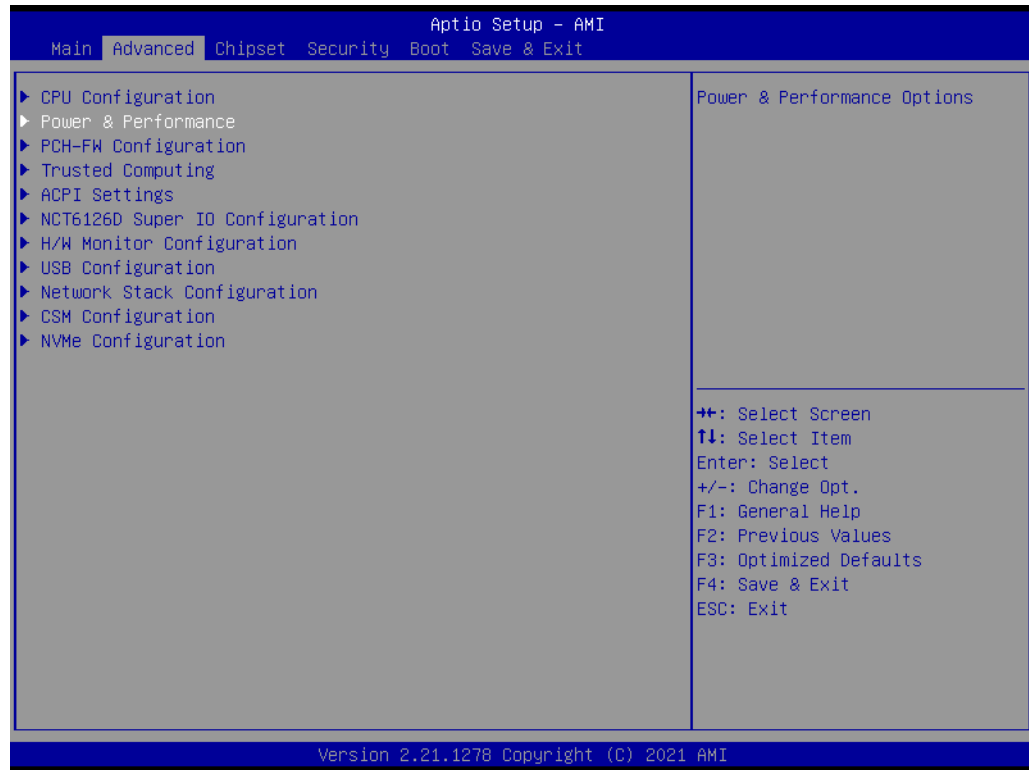 Aptio Setup – AMI
Main Advanced Chipset Security Boot Save & Exit
▶ CPU Configuration
▶ Power & Performance
▶ PCH-FW Configuration
▶ Trusted Computing
▶ ACPI Settings
▶ NCT6126D Super IO Configuration
▶ H/W Monitor Configuration
▶ USB Configuration
▶ Network Stack Configuration
▶ CSM Configuration
▶ NVMe Configuration
Power & Performance Options
→←: Select Screen
↑↓: Select Item
Enter: Select
+/-: Change Opt.
F1: General Help
F2: Previous Values
F3: Optimized Defaults
F4: Save & Exit
ESC: Exit
Version 2.21.1278 Copyright (C) 2021 AMI